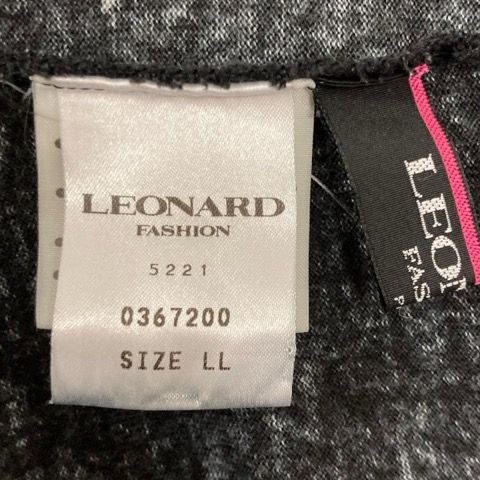 LEONARD
FASHION
5221
0367200
SIZE LL
LEO
FAS
P